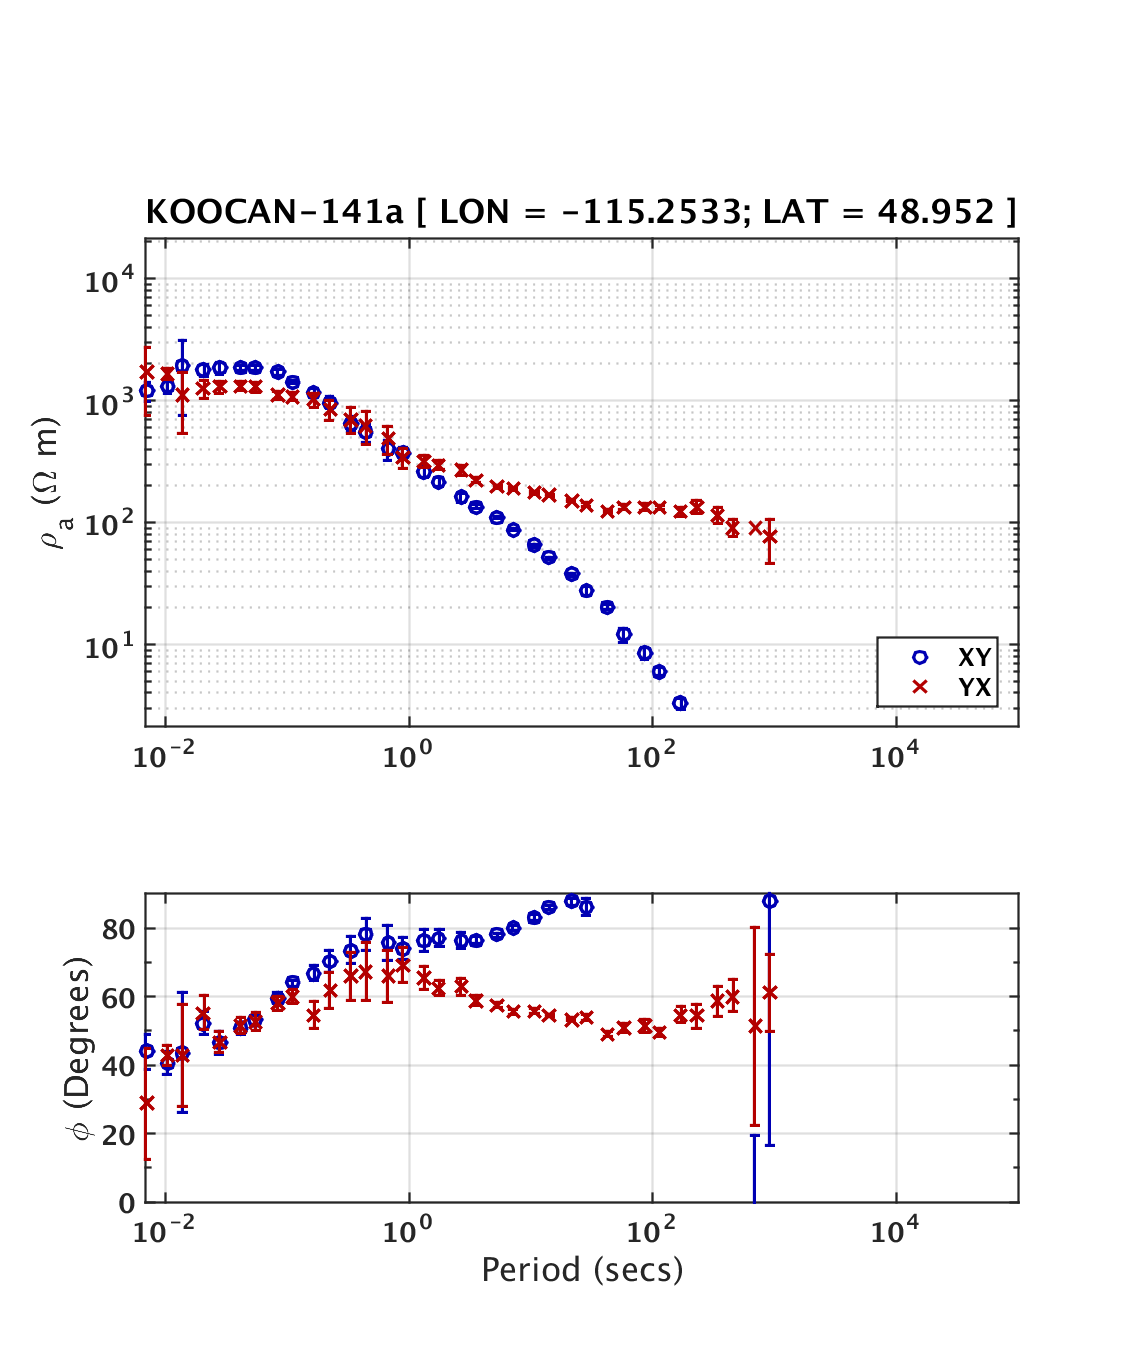 KOOCAN-141a [ LON = -115.2533; LAT = 48.952 ]
ρa (Ω m)
10^4
10^3
10^2
10^1
10^-2 10^0 10^2 10^4
XY
YX
φ (Degrees)
80
60
40
20
0
10^-2 10^0 10^2 10^4
Period (secs)